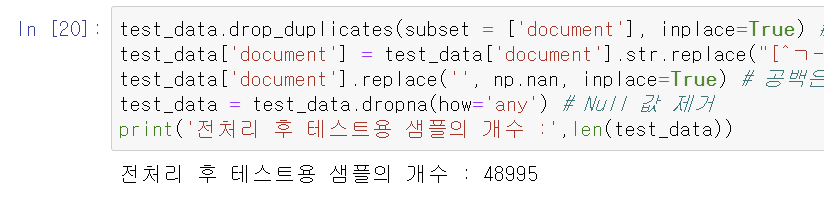 In [20]: test_data.drop_duplicates(subset = ['document'], inplace=True) #
test_data['document'] = test_data['document'].str.replace("[^ㄱ-
test_data['document'].replace('', np.nan, inplace=True) # 공백은
test_data = test_data.dropna(how='any') # Null 값 제거
print('전처리 후 테스트용 샘플의 개수 :',len(test_data))
전처리 후 테스트용 샘플의 개수 : 48995